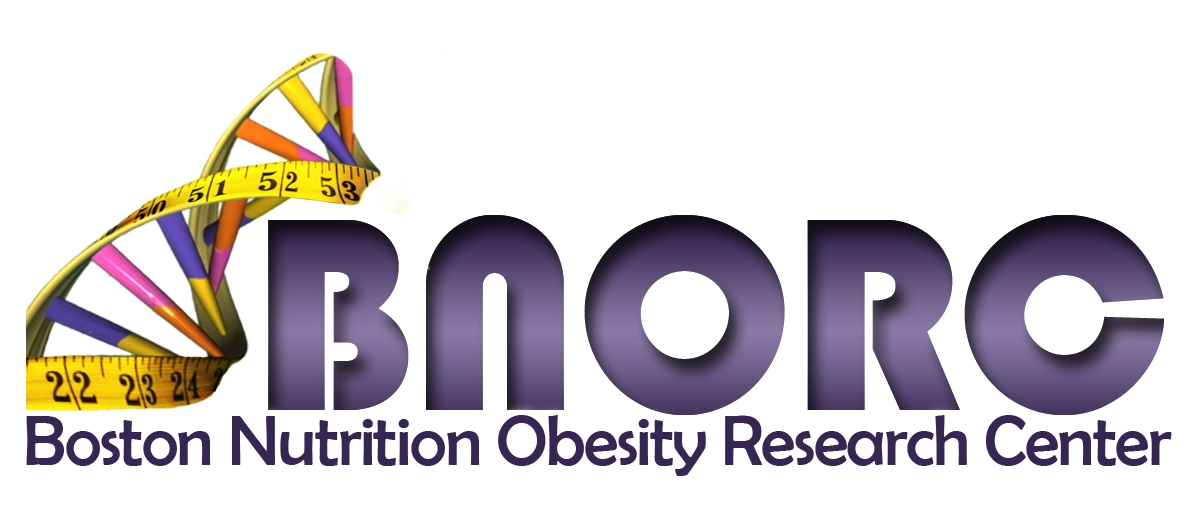 50 51 52 53
22 23 24
BNORC
Boston Nutrition Obesity Research Center